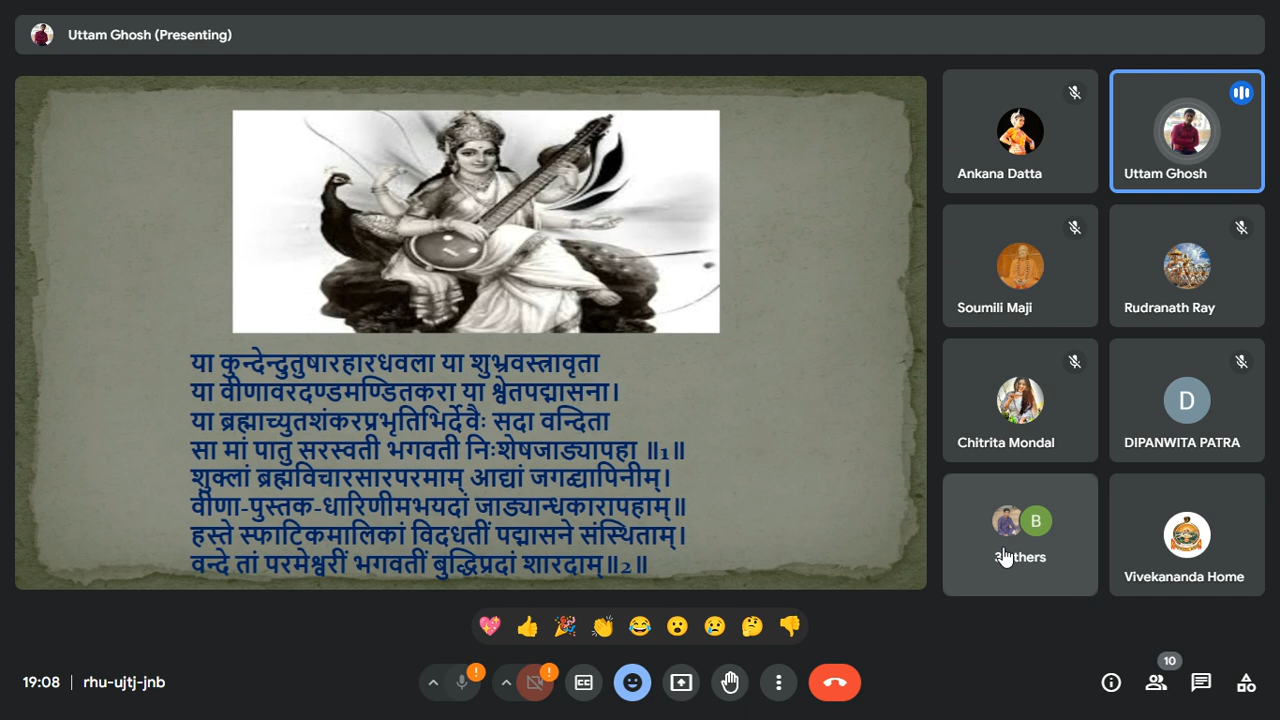 Uttam Ghosh (Presenting)
या कुन्देन्दुतुषारहारधवला या शुभ्रवस्त्रावृता
या वीणावरदण्डमण्डितकरा या श्वेतपद्मासना।
या ब्रह्माच्युतशंकरप्रभृतिभिर्देवैः सदा वन्दिता
सा मां पातु सरस्वती भगवती निःशेषजाड्यापहा ॥1॥
शुक्लां ब्रह्मविचारसारपरमाम् आद्यां जगद्व्यापिनीम्।
वीणा-पुस्तक-धारिणीमभयदां जाड्यान्धकारापहाम्॥
हस्ते स्फाटिकमालिकां विदधतीं पद्मासने संस्थिताम्।
वन्दे तां परमेश्वरीं भगवतीं बुद्धिप्रदां शारदाम्॥2॥
Ankana Datta
Uttam Ghosh
Soumili Maji
Rudranath Ray
Chitrita Mondal
D
DIPANWITA PATRA
B
Vivekananda Home
19:08 | rhu-ujtj-jnb
10